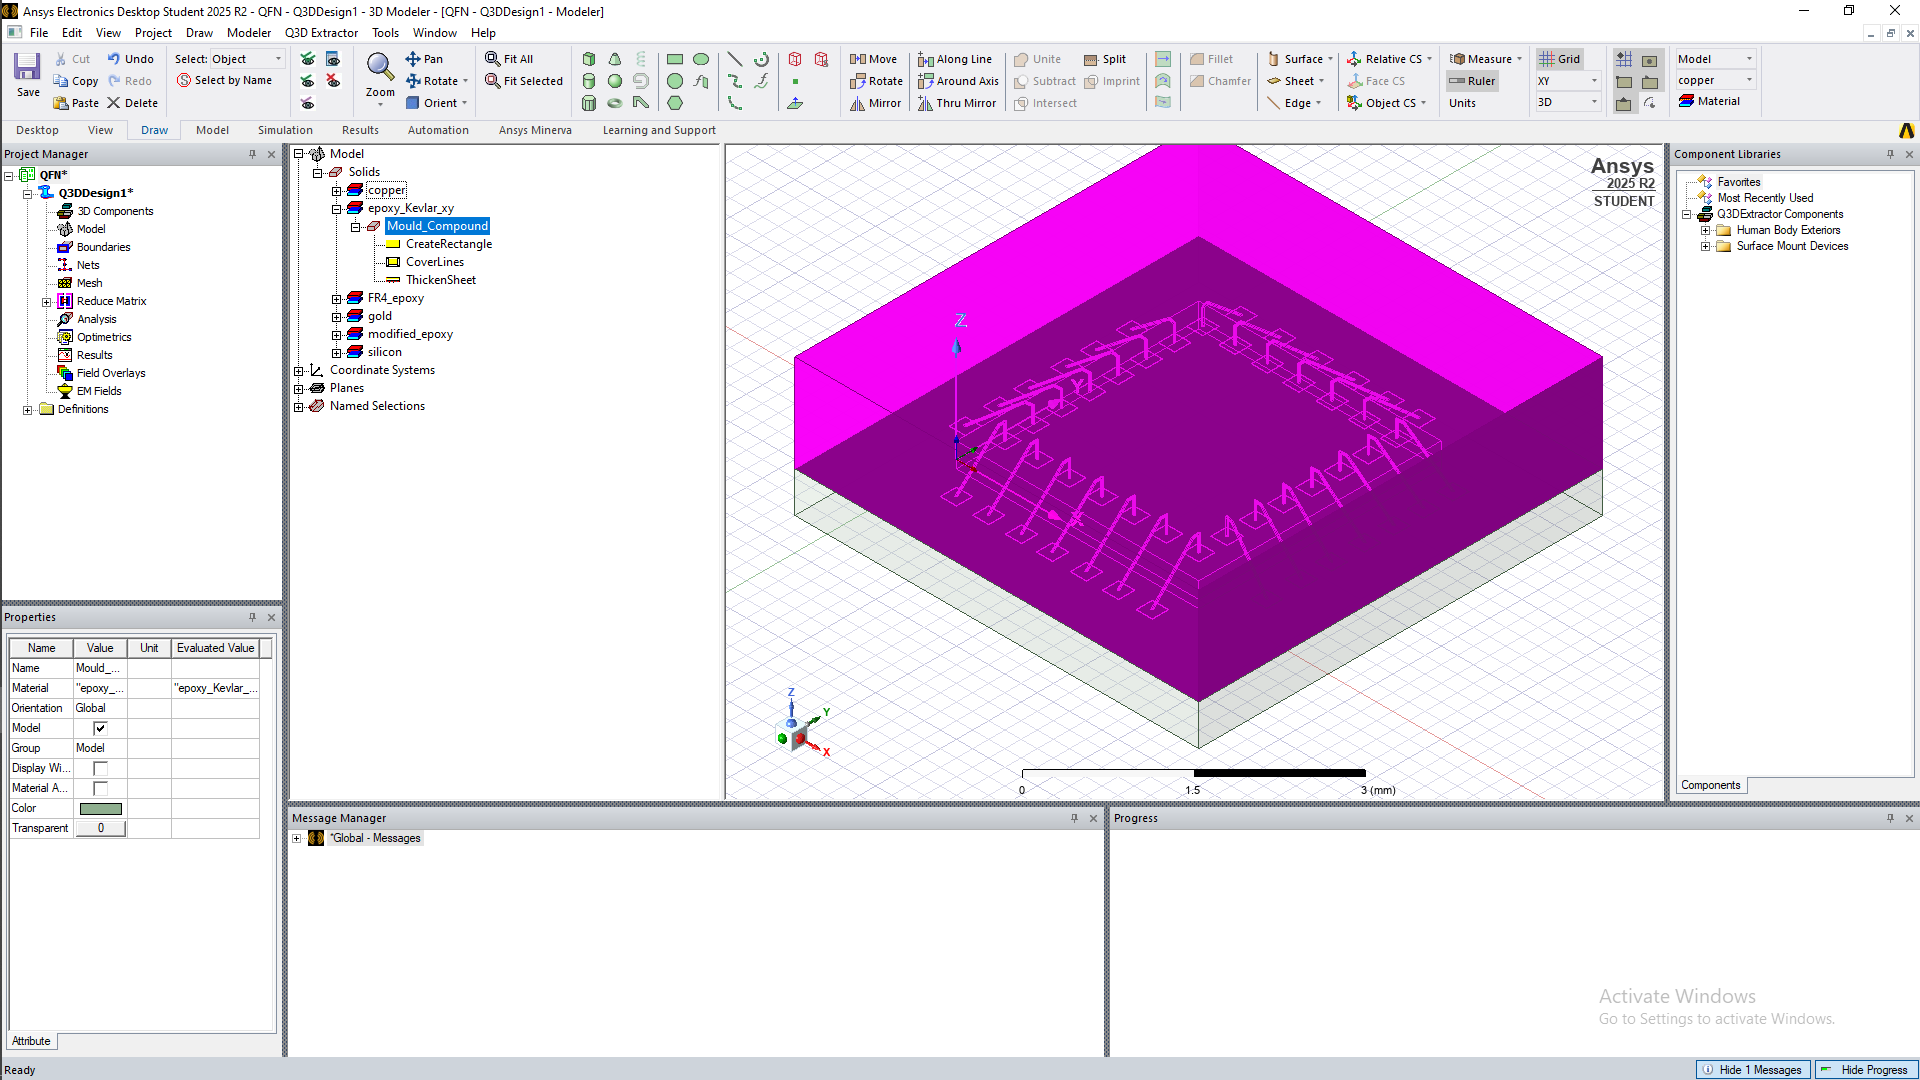 Ansys Electronics Desktop Student 2025 R2 - QFN - Q3DDesign1 - 3D Modeler - [QFN - Q3DDesign1 - Modeler]
File Edit View Project Draw Modeler Q3D Extractor Tools Window Help
Save
Cut
Copy
Paste
Undo
Redo
Delete
Select: Object
Select by Name
Zoom
Pan
Rotate
Orient
Fit All
Fit Selected
Move
Rotate
Mirror
Along Line
Around Axis
Thru Mirror
Unite
Subtract
Intersect
Split
Imprint
Fillet
Chamfer
Surface
Sheet
Edge
Relative CS
Face CS
Object CS
Measure
Ruler
Units
Grid
XY
3D
Model
copper
Material
Desktop View Draw Model Simulation Results Automation Ansys Minerva Learning and Support
Project Manager
QFN*
Q3DDesign1*
3D Components
Model
Boundaries
Nets
Mesh
Reduce Matrix
Analysis
Optimetrics
Results
Field Overlays
EM Fields
Definitions
Properties
Name Value Unit Evaluated Value
Name Mould_...
Material "epoxy_... "epoxy_Kevlar_...
Orientation Global
Model
Group Model
Display Wi...
Material A...
Color
Transparent 0
Attribute
Model
Solids
copper
epoxy_Kevlar_xy
Mould_Compound
CreateRectangle
CoverLines
ThickenSheet
FR4_epoxy
gold
modified_epoxy
silicon
Coordinate Systems
Planes
Named Selections
Ansys
2025 R2
STUDENT
Z
Y
X
Z
Y
X
0 1.5 3 (mm)
Component Libraries
Favorites
Most Recently Used
Q3DExtractor Components
Human Body Exteriors
Surface Mount Devices
Components
Message Manager
*Global - Messages
Progress
Activate Windows
Go to Settings to activate Windows.
Ready
Hide 1 Messages
Hide Progress